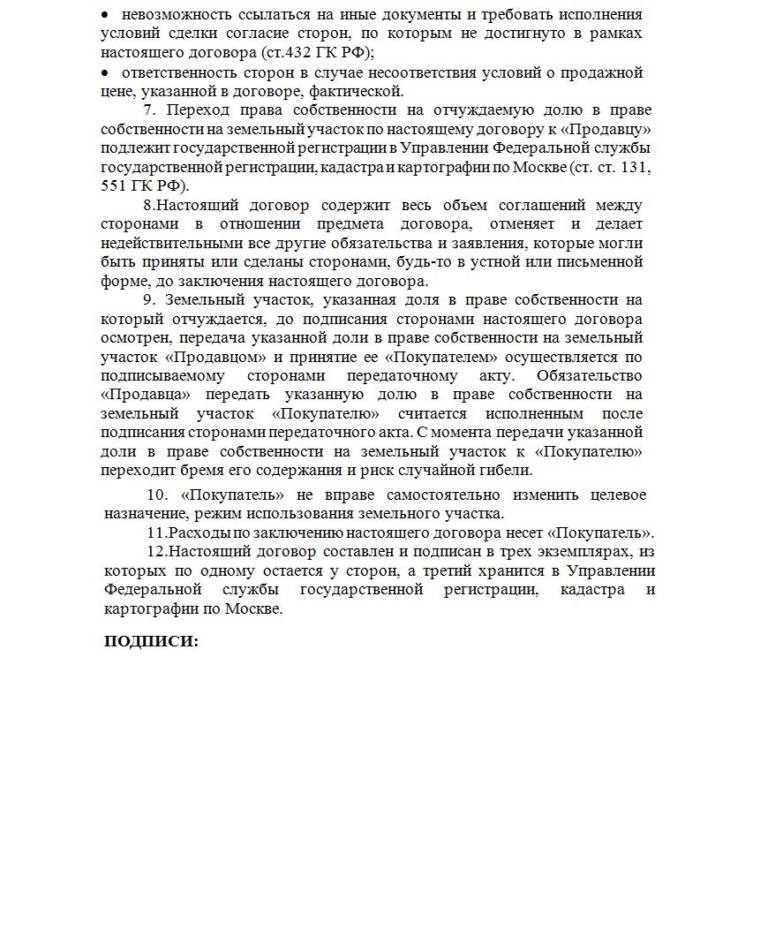 • невозможность ссылаться на иные документы и требовать исполнения
условий сделки согласие сторон, по которым не достигнуто в рамках
настоящего договора (ст.432 ГК РФ);
• ответственность сторон в случае несоответствия условий о продажной
цене, указанной в договоре, фактической.
7. Переход права собственности на отчуждаемую долю в праве
собственности на земельный участок по настоящему договору к «Продавцу»
подлежит государственной регистрации в Управлении Федеральной службы
государственной регистрации, кадастра и картографии по Москве (ст. ст. 131,
551 ГК РФ).
8.Настоящий договор содержит весь объем соглашений между
сторонами в отношении предмета договора, отменяет и делает
недействительными все другие обязательства и заявления, которые могли
быть приняты или сделаны сторонами, будь-то в устной или письменной
форме, до заключения настоящего договора.
9. Земельный участок, указанная доля в праве собственности на
который отчуждается, до подписания сторонами настоящего договора
осмотрен, передача указанной доли в праве собственности на земельный
участок «Продавцом» и принятие ее «Покупателем» осуществляется по
подписываемому сторонами передаточному акту. Обязательство
«Продавца» передать указанную долю в праве собственности на
земельный участок «Покупателю» считается исполненным после
подписания сторонами передаточного акта. С момента передачи указанной
доли в праве собственности на земельный участок к «Покупателю»
переходит бремя его содержания и риск случайной гибели.
10. «Покупатель» не вправе самостоятельно изменить целевое
назначение, режим использования земельного участка.
11.Расходы по заключению настоящего договора несет «Покупатель».
12.Настоящий договор составлен и подписан в трех экземплярах, из
которых по одному остается у сторон, а третий хранится в Управлении
Федеральной службы государственной регистрации, кадастра и
картографии по Москве.
ПОДПИСИ: